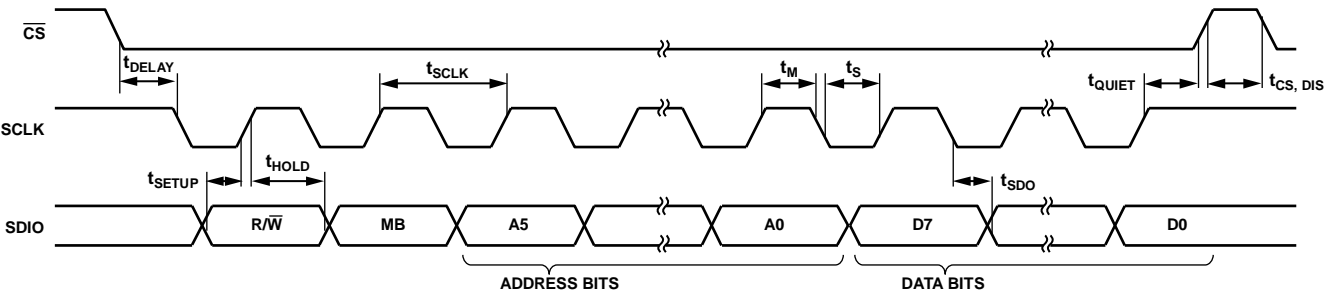 CS
tDELAY
tSCLK
tM
tS
tQUIET
tCS, DIS
SCLK
tSETUP
tHOLD
tSDO
SDIO
R/W
MB
A5
A0
D7
D0
ADDRESS BITS
DATA BITS